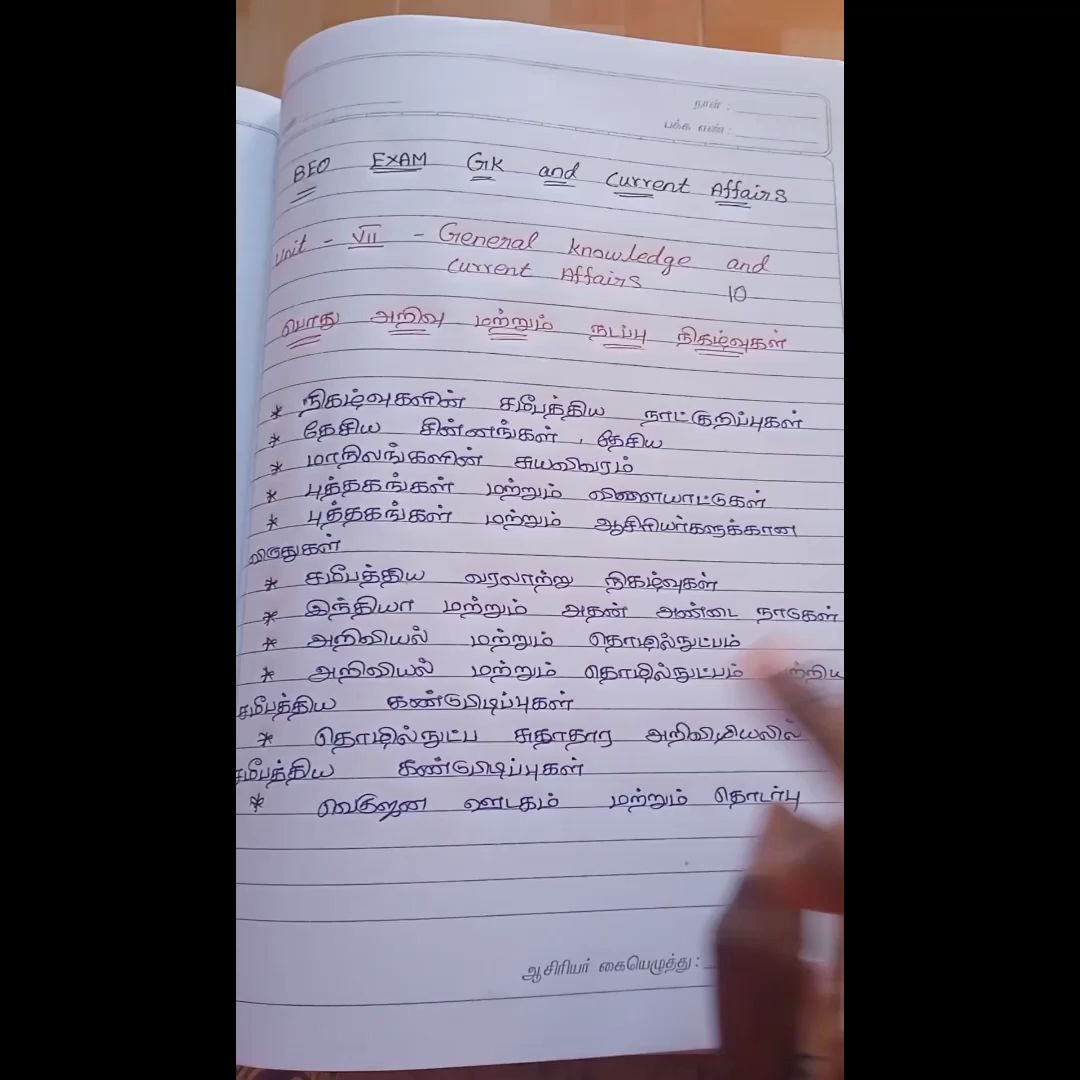 நாள் :
பக்க எண் :
BEO EXAM GK and Current Affairs
Unit - VII - General knowledge and
Current Affairs 10
பொது அறிவு மற்றும் நடப்பு நிகழ்வுகள்
* நிகழ்வுகளின் சமீபத்திய நாட்குறிப்புகள்
* தேசிய சின்னங்கள், தேசிய
* மாநிலங்களின் சுயவிவரம்
* புத்தகங்கள் மற்றும் விளையாட்டுகள்
* புத்தகங்கள் மற்றும் ஆசிரியர்களுக்கான
விருதுகள்
* சமீபத்திய வரலாற்று நிகழ்வுகள்
* இந்தியா மற்றும் அதன் அண்டை நாடுகள்
* அறிவியல் மற்றும் தொழில்நுட்பம்
* அறிவியல் மற்றும் தொழில்நுட்பம்
சமீபத்திய கண்டுபிடிப்புகள்
* தொழில்நுட்ப சுகாதார அறிவியலில்
சமீபத்திய கண்டுபிடிப்புகள்
* வெகுஜன ஊடகம் மற்றும் தொடர்பு
ஆசிரியர் கையெழுத்து :